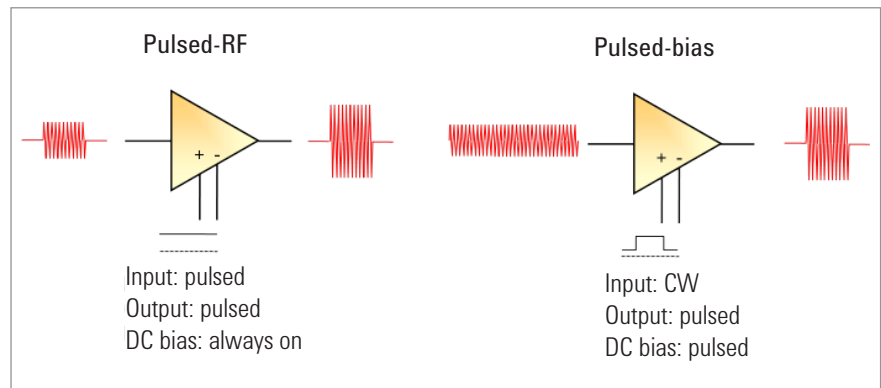 Pulsed-RF
+ -
Input: pulsed
Output: pulsed
DC bias: always on
Pulsed-bias
+ -
Input: CW
Output: pulsed
DC bias: pulsed